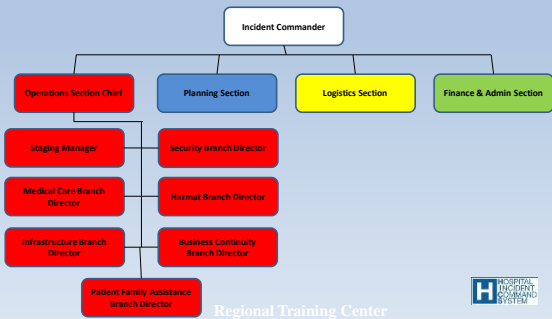 Incident Commander
Operations Section Chief
Planning Section
Logistics Section
Finance & Admin Section
Staging Manager
Security Branch Director
Medical Care Branch
Director
Hazmat Branch Director
Infrastructure Branch
Director
Business Continuity
Branch Director
Patient Family Assistance
Branch Director
Regional Training Center
H
HOSPITAL
INCIDENT
COMMAND
SYSTEM